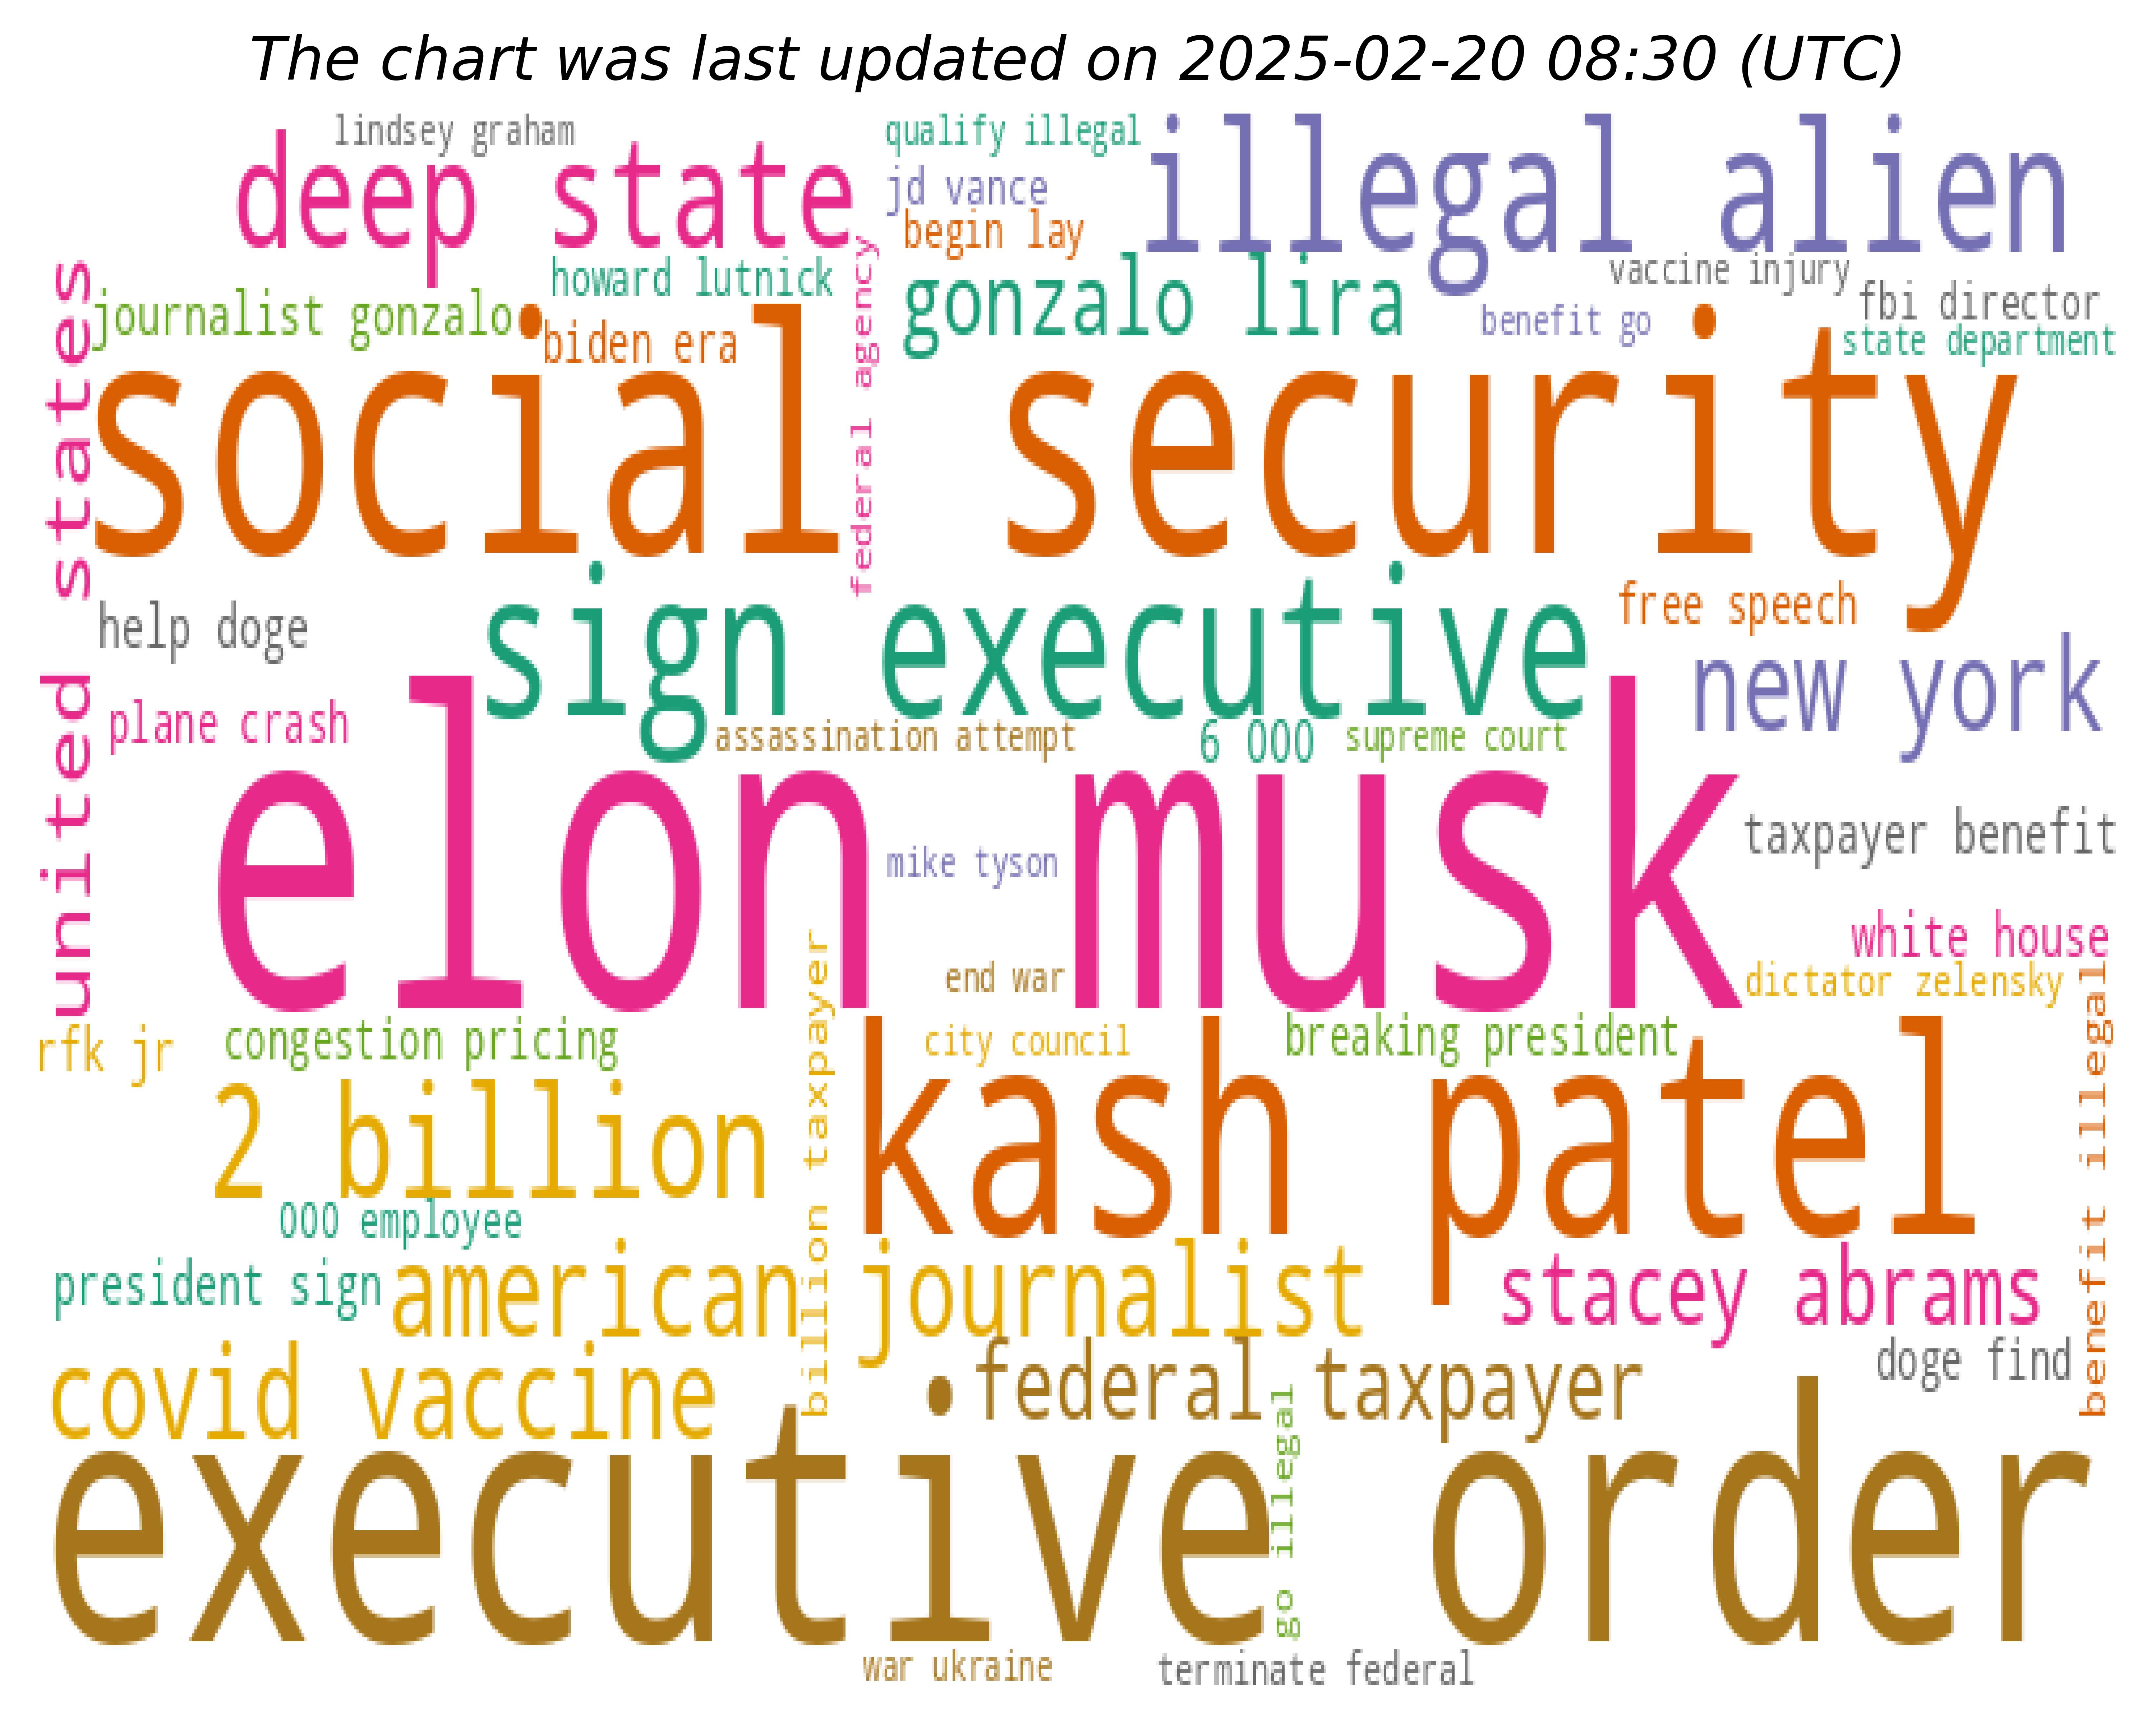 The chart was last updated on 2025-02-20 08:30 (UTC)
lindsey graham
qualify illegal
illegal alien
deep state
jd vance
begin lay
howard lutnick
gonzalo lira
vaccine injury
fbi director
journalist gonzalo
biden era
benefit go
state department
federal agency
united states
social security
sign executive
free speech
help doge
new york
plane crash
assassination attempt
6 000
supreme court
elon musk
taxpayer benefit
mike tyson
white house
end war
dictator zelensky
rfk jr
congestion pricing
billion taxpayer
city council
breaking president
benefit illegal
2 billion
kash patel
000 employee
president sign
american journalist
stacey abrams
covid vaccine
federal taxpayer
doge find
go illegal
executive order
war ukraine
terminate federal